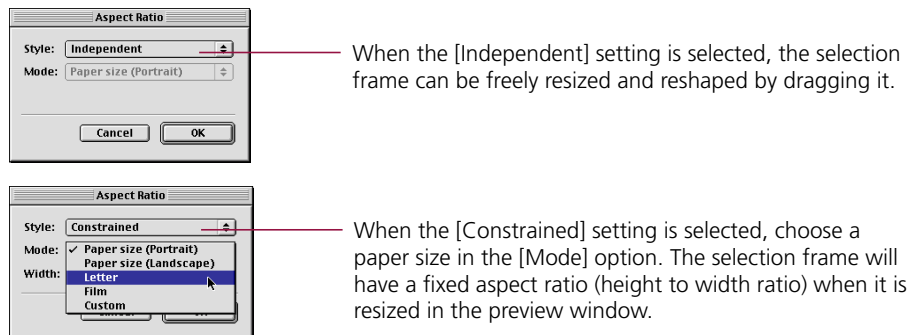 Aspect Ratio
Style: Independent
Mode: Paper size (Portrait)
Cancel OK
When the [Independent] setting is selected, the selection
frame can be freely resized and reshaped by dragging it.
Aspect Ratio
Style: Constrained
Mode: ✓ Paper size (Portrait)
Paper size (Landscape)
Width: Letter
Film
Custom
When the [Constrained] setting is selected, choose a
paper size in the [Mode] option. The selection frame will
have a fixed aspect ratio (height to width ratio) when it is
resized in the preview window.